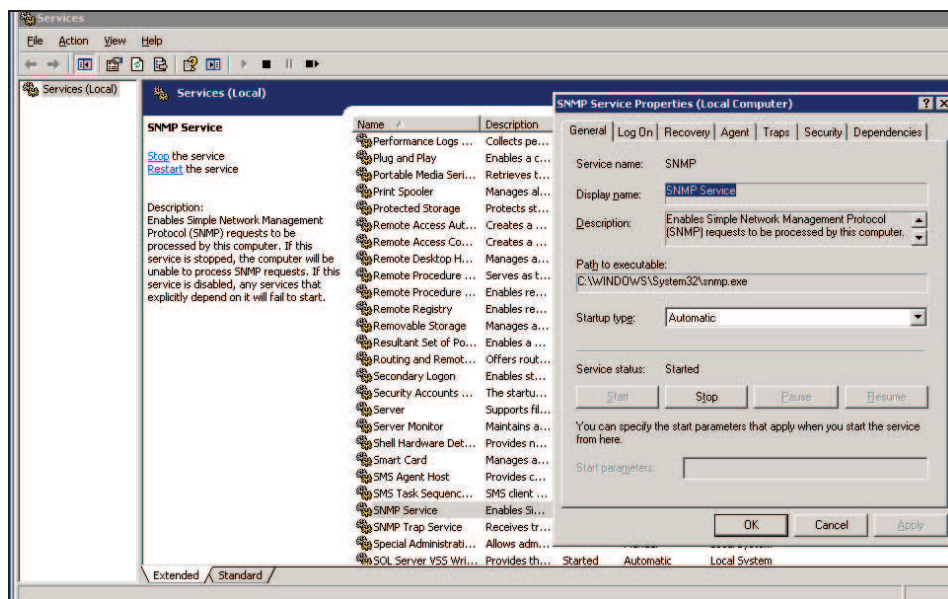 Services
File Action View Help
Services (Local)
Services (Local)
SNMP Service
Stop the service
Restart the service
Description:
Enables Simple Network Management
Protocol (SNMP) requests to be
processed by this computer. If this
service is stopped, the computer will be
unable to process SNMP requests. If this
service is disabled, any services that
explicitly depend on it will fail to start.
Name Description
Performance Logs ... Collects pe...
Plug and Play Enables a c...
Portable Media Seri... Retrieves t...
Print Spooler Manages al...
Protected Storage Protects st...
Remote Access Aut... Creates a ...
Remote Access Co... Creates a ...
Remote Desktop H... Manages a...
Remote Procedure ... Serves as t...
Remote Procedure ... Enables re...
Remote Registry Enables re...
Removable Storage Manages a...
Resultant Set of Po... Enables a ...
Routing and Remot... Offers rout...
Secondary Logon Enables st...
Security Accounts ... The startu...
Server Supports fil...
Server Monitor Maintains a...
Shell Hardware Det... Provides n...
Smart Card Manages a...
SMS Agent Host Provides c...
SMS Task Sequenc... SMS client ...
SNMP Service Enables Si...
SNMP Trap Service Receives tr...
Special Administrati... Allows adm...
SQL Server VSS Wri... Provides th... Started Automatic Local System
Extended Standard
SNMP Service Properties (Local Computer)
General Log On Recovery Agent Traps Security Dependencies
Service name: SNMP
Display name: SNMP Service
Description: Enables Simple Network Management Protocol
(SNMP) requests to be processed by this computer.
Path to executable:
C:\WINDOWS\System32\snmp.exe
Startup type: Automatic
Service status: Started
Start Stop Pause Resume
You can specify the start parameters that apply when you start the service
from here.
Start parameters:
OK Cancel Apply